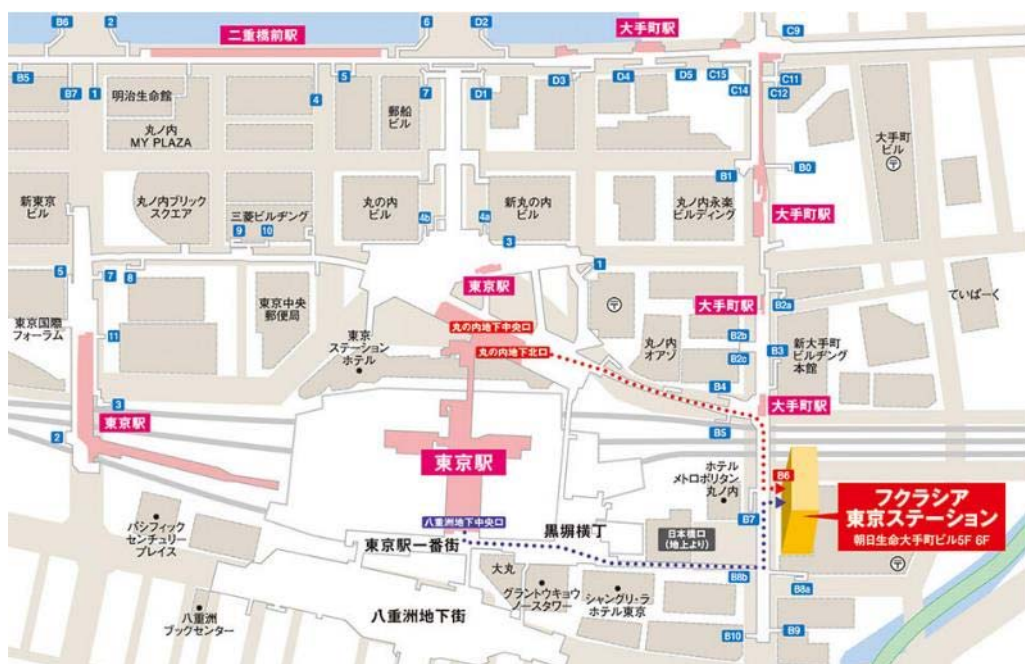 B6
2
二重橋前駅
6
D2
大手町駅
C9
B5
B7
1
明治生命館
4
5
郵船
ビル
7
D1
D3
D4
D5
C15
C14
C11
C12
丸ノ内
MY PLAZA
大手町
ビル
〒
B1
B0
新東京
ビル
丸ノ内ブリック
スクエア
三菱ビルヂング
9
10
丸の内
ビル
4b
4a
新丸の内
ビル
3
丸ノ内永楽
ビルディング
大手町駅
5
7
8
1
東京駅
〒
大手町駅
B2a
ていぱーく
東京国際
フォーラム
11
東京中央
郵便局
東京
ステーション
ホテル
丸の内地下中央口
丸の内地下北口
丸ノ内
オアゾ
B2b
B2c
B3
新大手町
ビルヂング
本館
B4
3
東京駅
2
大手町駅
B5
東京駅
ホテル
メトロポリタン
丸ノ内
B6
フクラシア
東京ステーション
朝日生命大手町ビル5F 6F
パシフィック
センチュリー
プレイス
八重洲地下中央口
東京駅一番街
黒塀横丁
日本橋口
(地上より)
B7
〒
大丸
グラントウキョウ
ノースタワー
シャングリ・ラ
ホテル東京
B8b
B8a
八重洲
ブックセンター
八重洲地下街
B10
B9